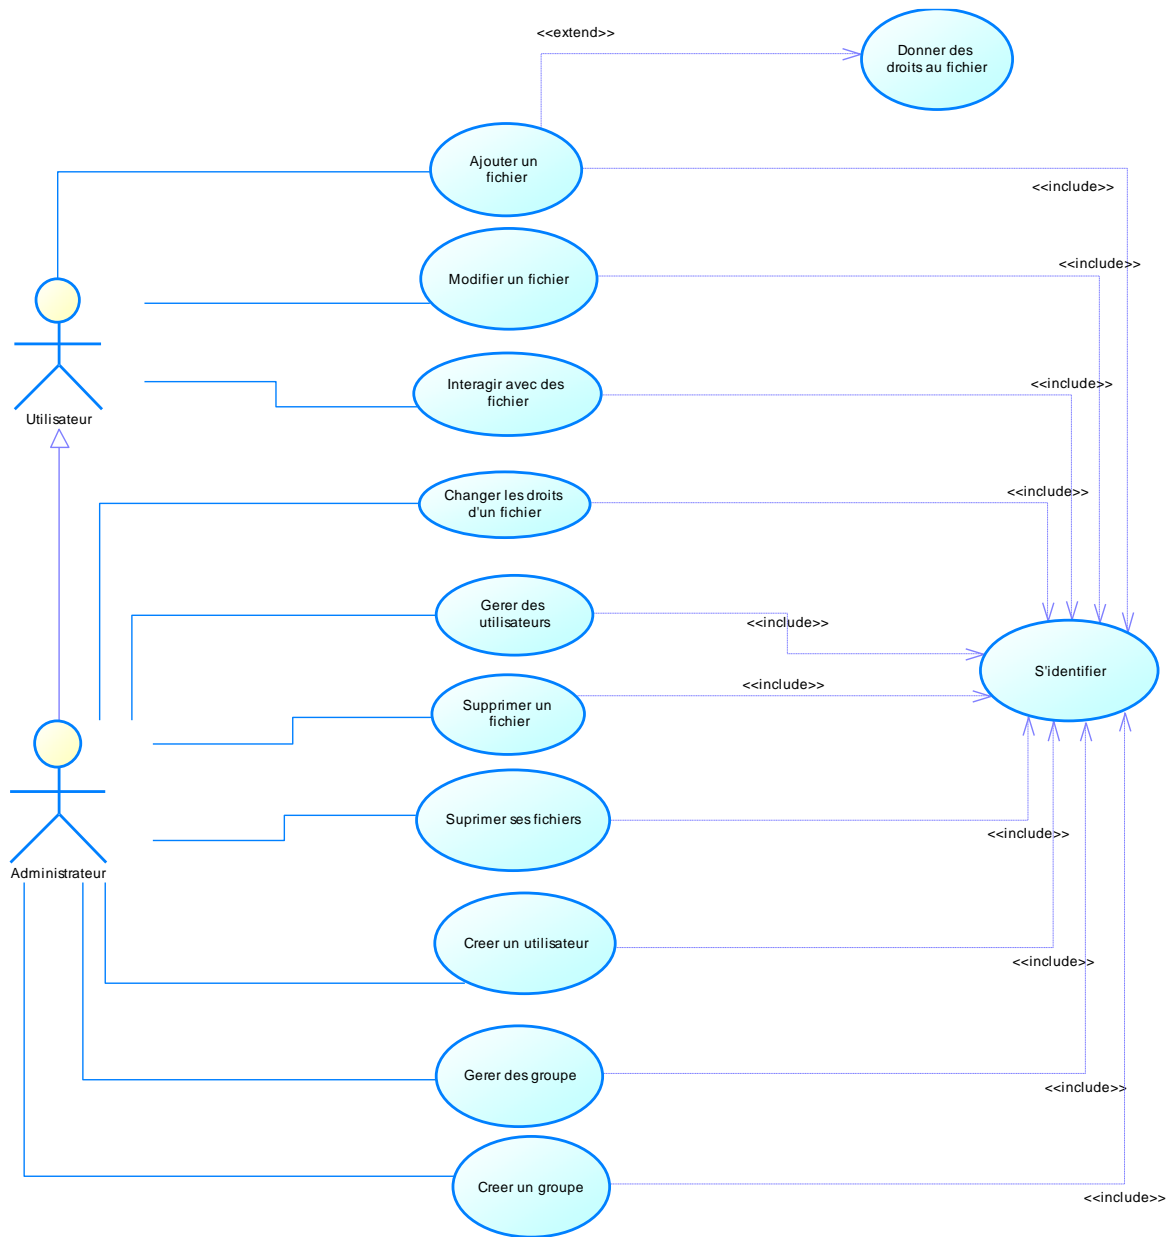 <<extend>>
Donner des
droits au fichier
Ajouter un
fichier
<<include>>
Modifier un fichier
<<include>>
Interagir avec des
fichier
<<include>>
Utilisateur
Changer les droits
d'un fichier
<<include>>
Gerer des
utilisateurs
<<include>>
S'identifier
Supprimer un
fichier
<<include>>
Suprimer ses fichiers
<<include>>
Administrateur
Creer un utilisateur
<<include>>
Gerer des groupe
<<include>>
Creer un groupe
<<include>>